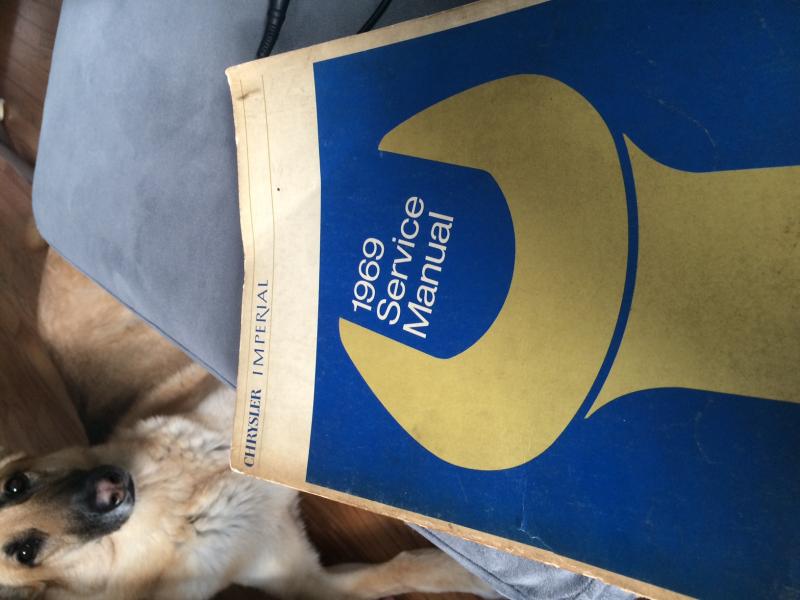 CHRYSLER IMPERIAL
1969
Service
Manual